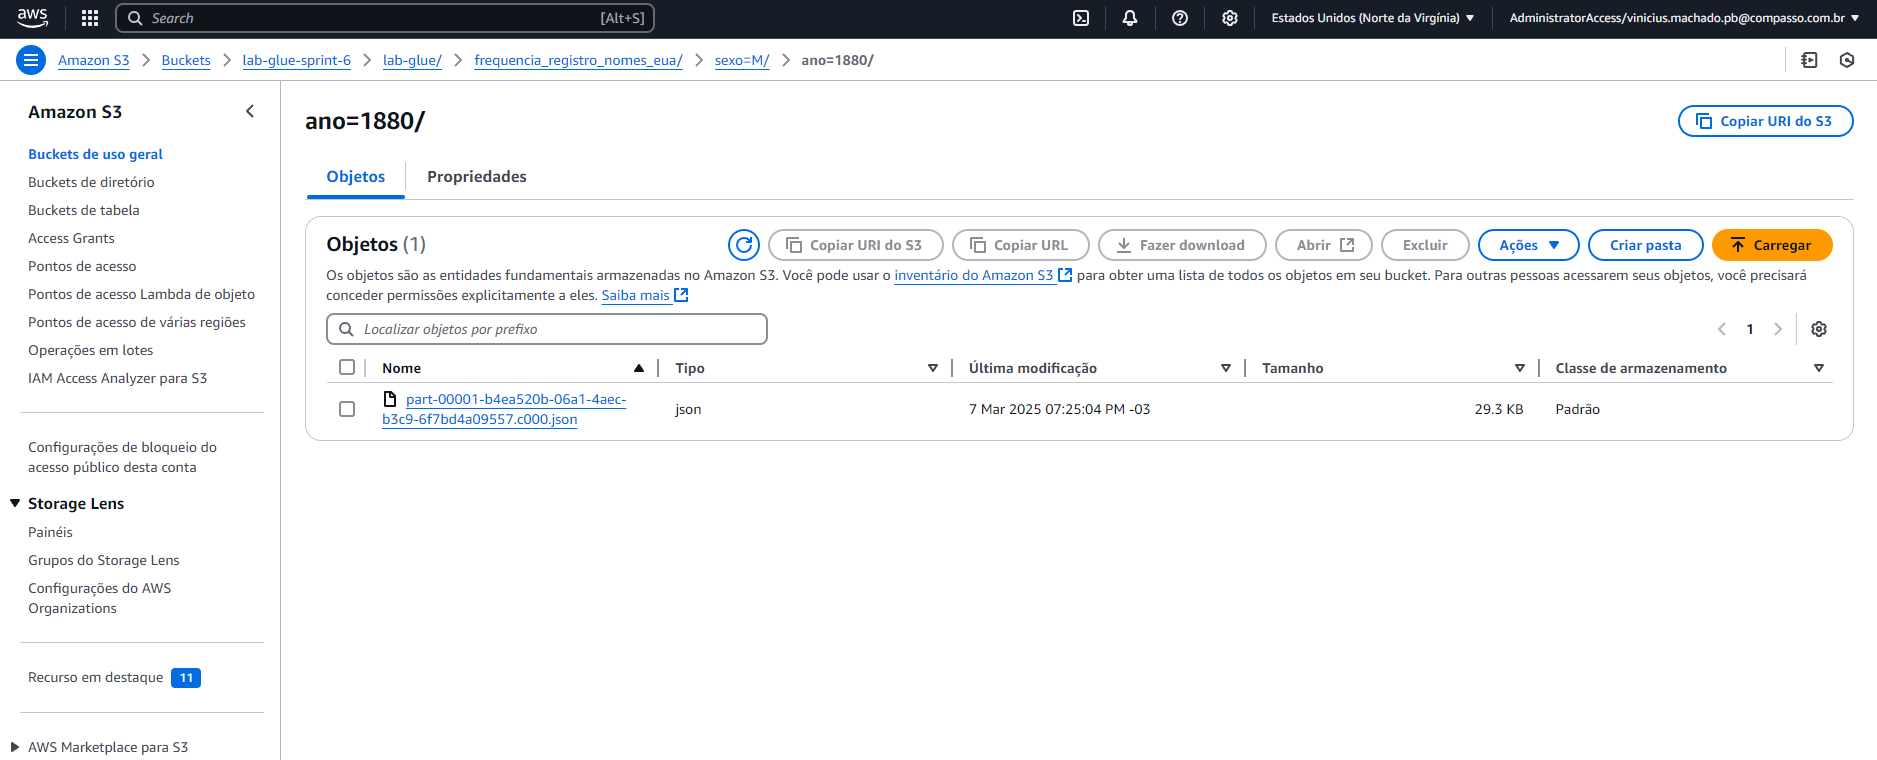 aws
Search
[Alt+S]
Estados Unidos (Norte da Virgínia)
AdministratorAccess/vinicius.machado.pb@compasso.com.br
Amazon S3
Buckets
lab-glue-sprint-6
lab-glue/
frequencia_registro_nomes_eua/
sexo=M/
ano=1880/
Amazon S3
Buckets de uso geral
Buckets de diretório
Buckets de tabela
Access Grants
Pontos de acesso
Pontos de acesso Lambda de objeto
Pontos de acesso de várias regiões
Operações em lotes
IAM Access Analyzer para S3
Configurações de bloqueio do
acesso público desta conta
Storage Lens
Painéis
Grupos do Storage Lens
Configurações do AWS
Organizations
Recurso em destaque 11
AWS Marketplace para S3
ano=1880/
Copiar URI do S3
Objetos
Propriedades
Objetos (1)
Copiar URI do S3
Copiar URL
Fazer download
Abrir
Excluir
Ações
Criar pasta
Carregar
Os objetos são as entidades fundamentais armazenadas no Amazon S3. Você pode usar o inventário do Amazon S3 para obter uma lista de todos os objetos em seu bucket. Para outras pessoas acessarem seus objetos, você precisará
conceder permissões explicitamente a eles. Saiba mais
Localizar objetos por prefixo
1
Nome
Tipo
Última modificação
Tamanho
Classe de armazenamento
part-00001-b4ea520b-06a1-4aec-
b3c9-6f7bd4a09557.c000.json
json
7 Mar 2025 07:25:04 PM -03
29.3 KB
Padrão